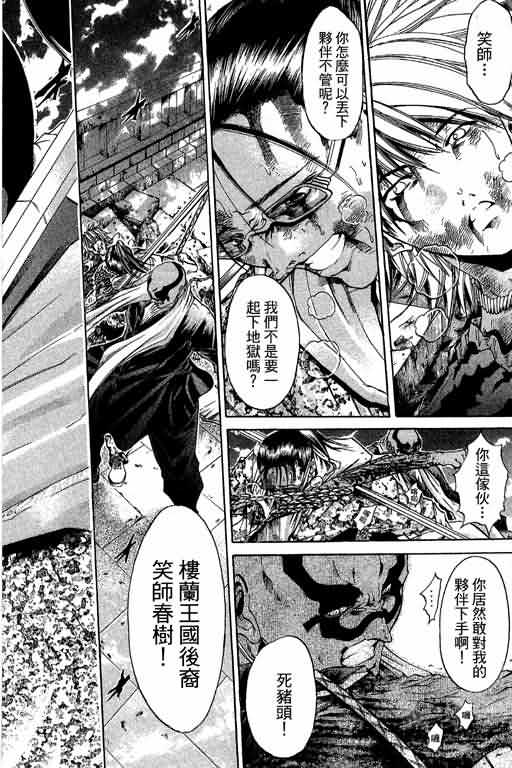 笑師…
你怎麼可以丟下
夥伴不管呢？
我們不是要一
起下地獄嗎？
你這傢伙…
…
你居然敢對我的
夥伴下手啊！
死豬頭！
樓蘭王國後裔
笑師春樹！